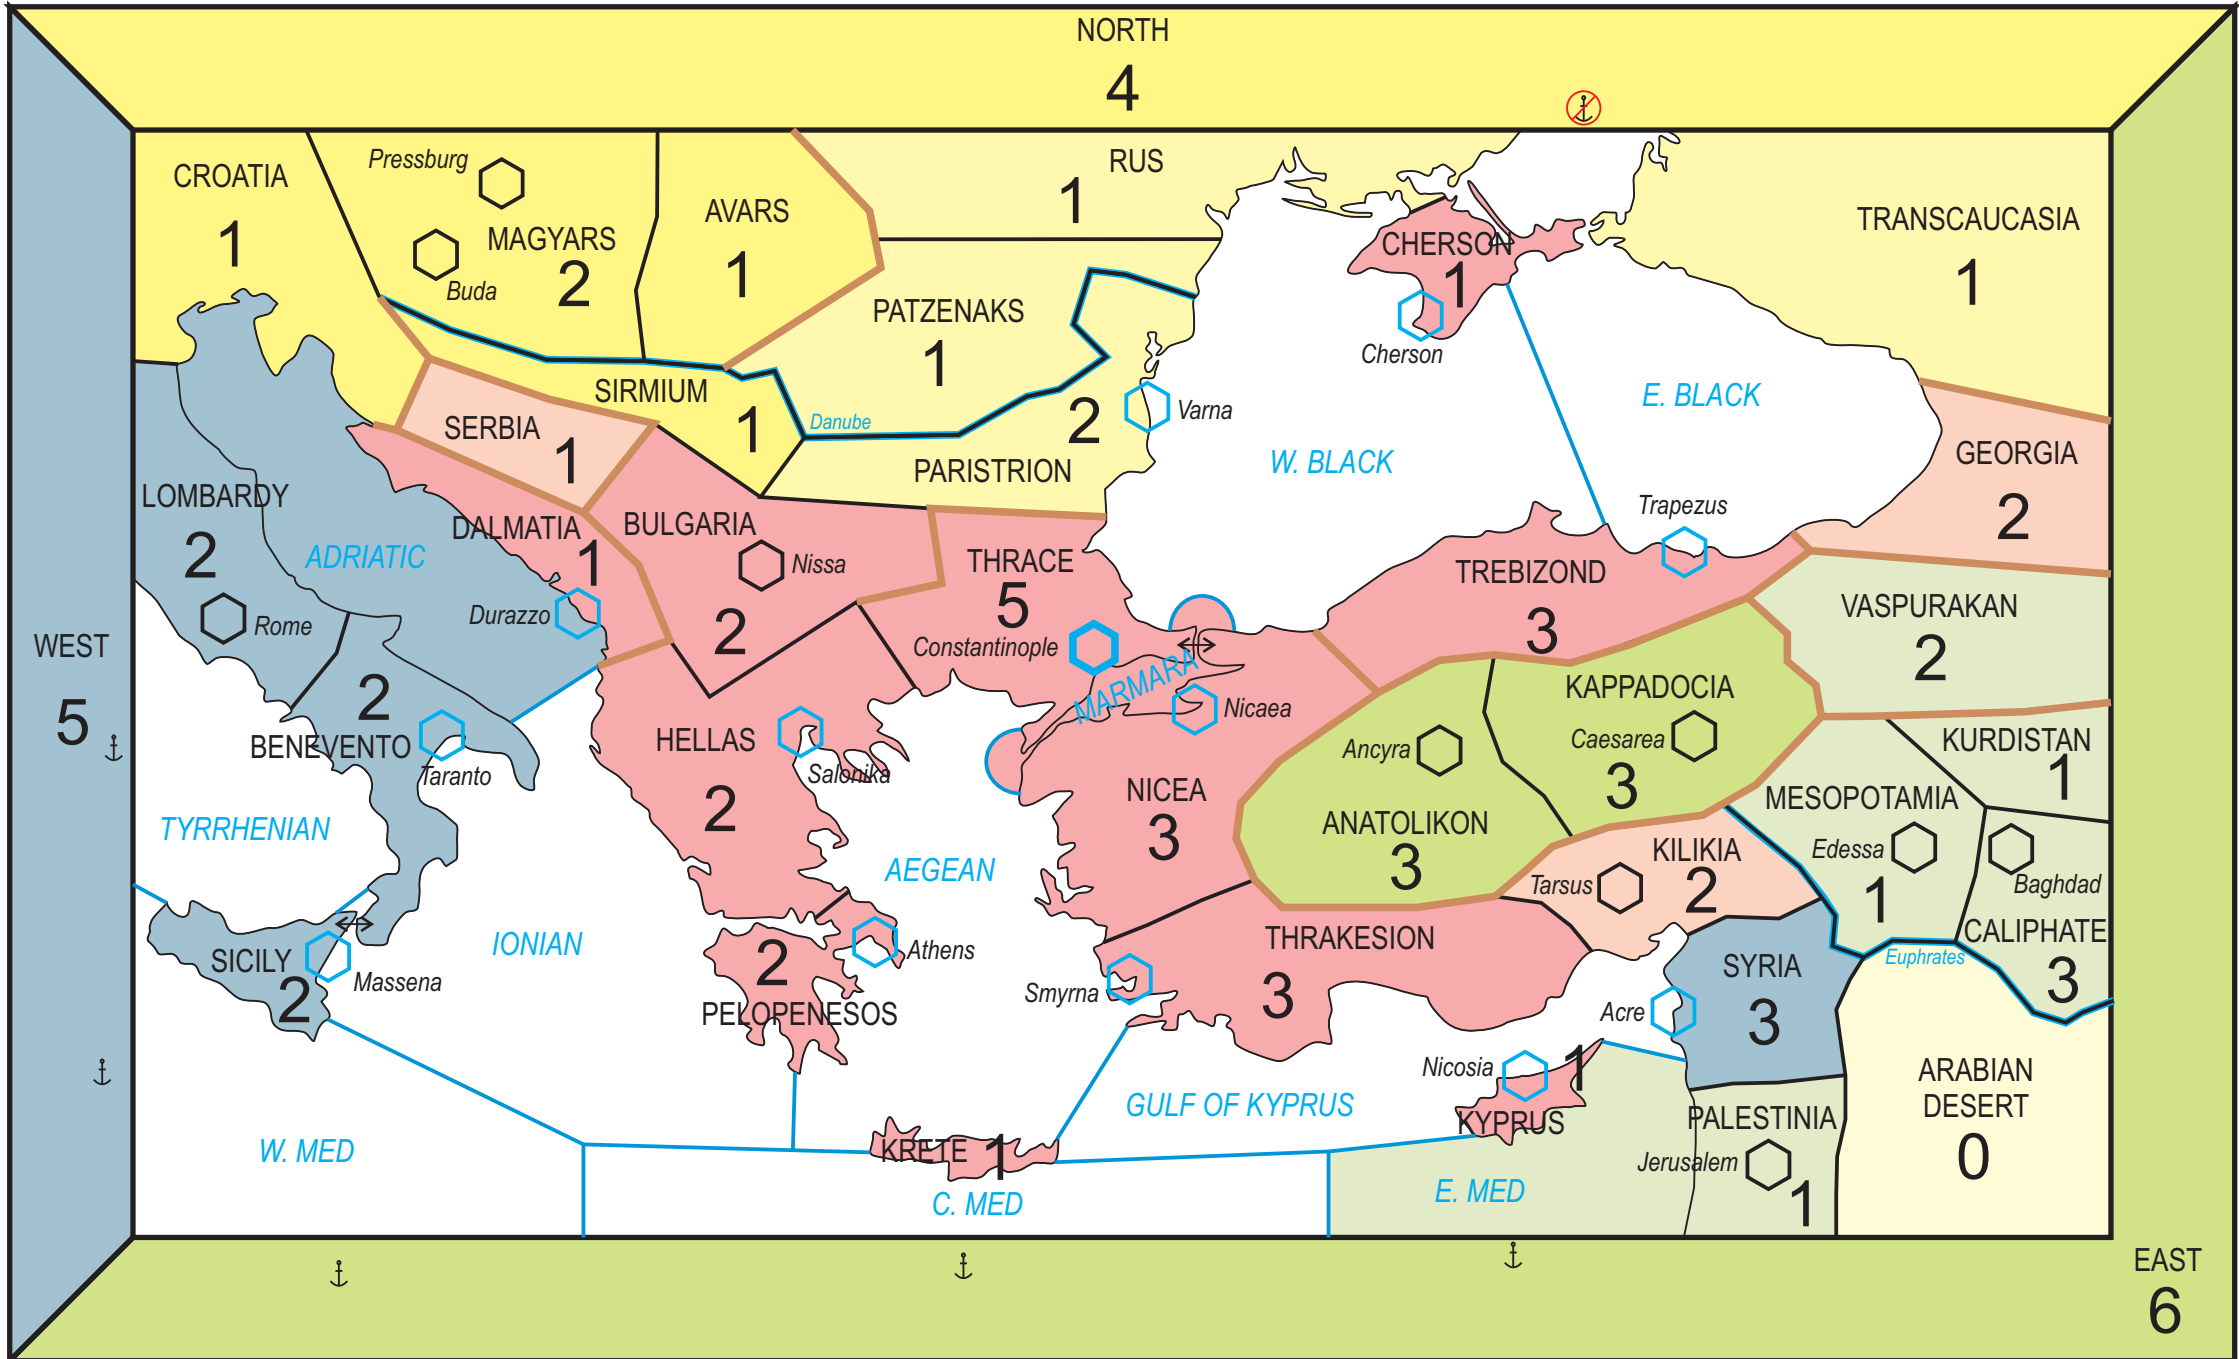 NORTH
4
CROATIA
1
Pressburg
MAGYARS
2
Buda
AVARS
1
RUS
1
TRANSCAUCASIA
1
CHERSON
1
Cherson
PATZENAKS
1
Danube
SIRMIUM
1
SERBIA
1
2
Varna
PARISTRION
W. BLACK
E. BLACK
GEORGIA
2
LOMBARDY
2
Rome
ADRIATIC
DALMATIA
1
Durazzo
BULGARIA
Nissa
2
THRACE
5
Constantinople
MARMARA
Nicaea
Trapezus
TREBIZOND
3
VASPURAKAN
2
WEST
5
2
BENEVENTO
Taranto
HELLAS
2
Salonika
NICEA
3
Ancyra
ANATOLIKON
3
KAPPADOCIA
Caesarea
3
KURDISTAN
1
MESOPOTAMIA
Edessa
1
Baghdad
CALIPHATE
3
Euphrates
TYRRHENIAN
AEGEAN
IONIAN
SICILY
2
Massena
2
PELOPENESOS
Athens
Smyrna
THRAKESION
3
KILIKIA
Tarsus
2
SYRIA
3
Acre
Nicosia
1
KYPRUS
GULF OF KYPRUS
W. MED
KRETE 1
C. MED
E. MED
PALESTINIA
Jerusalem
1
ARABIAN
DESERT
0
EAST
6